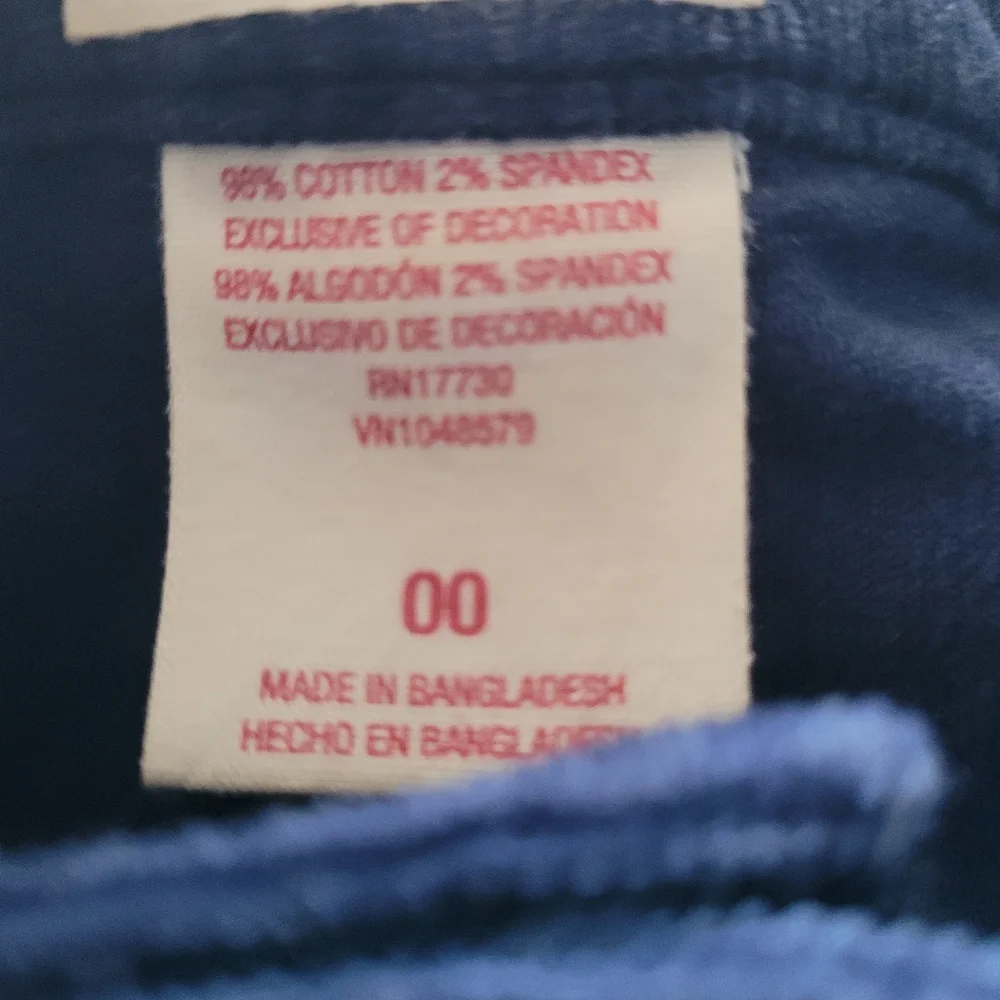 98% COTTON 2% SPANDEX
EXCLUSIVE OF DECORATION
98% ALGODÓN 2% SPANDEX
EXCLUSIVO DE DECORACIÓN
RN17730
VN1048579
00
MADE IN BANGLADESH
HECHO EN BANGLADESH